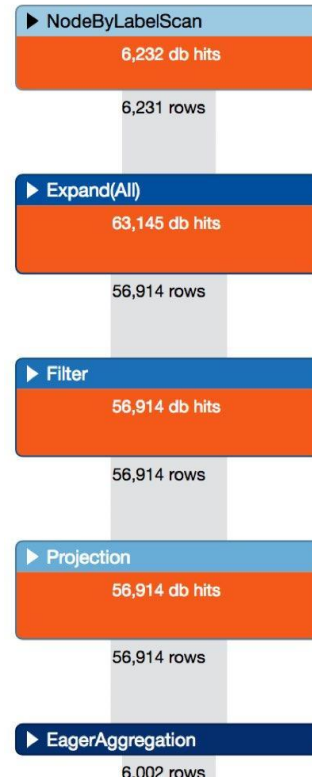 NodeByLabelScan
6,232 db hits
6,231 rows
Expand(All)
63,145 db hits
56,914 rows
Filter
56,914 db hits
56,914 rows
Projection
56,914 db hits
56,914 rows
EagerAggregation
6,002 rows